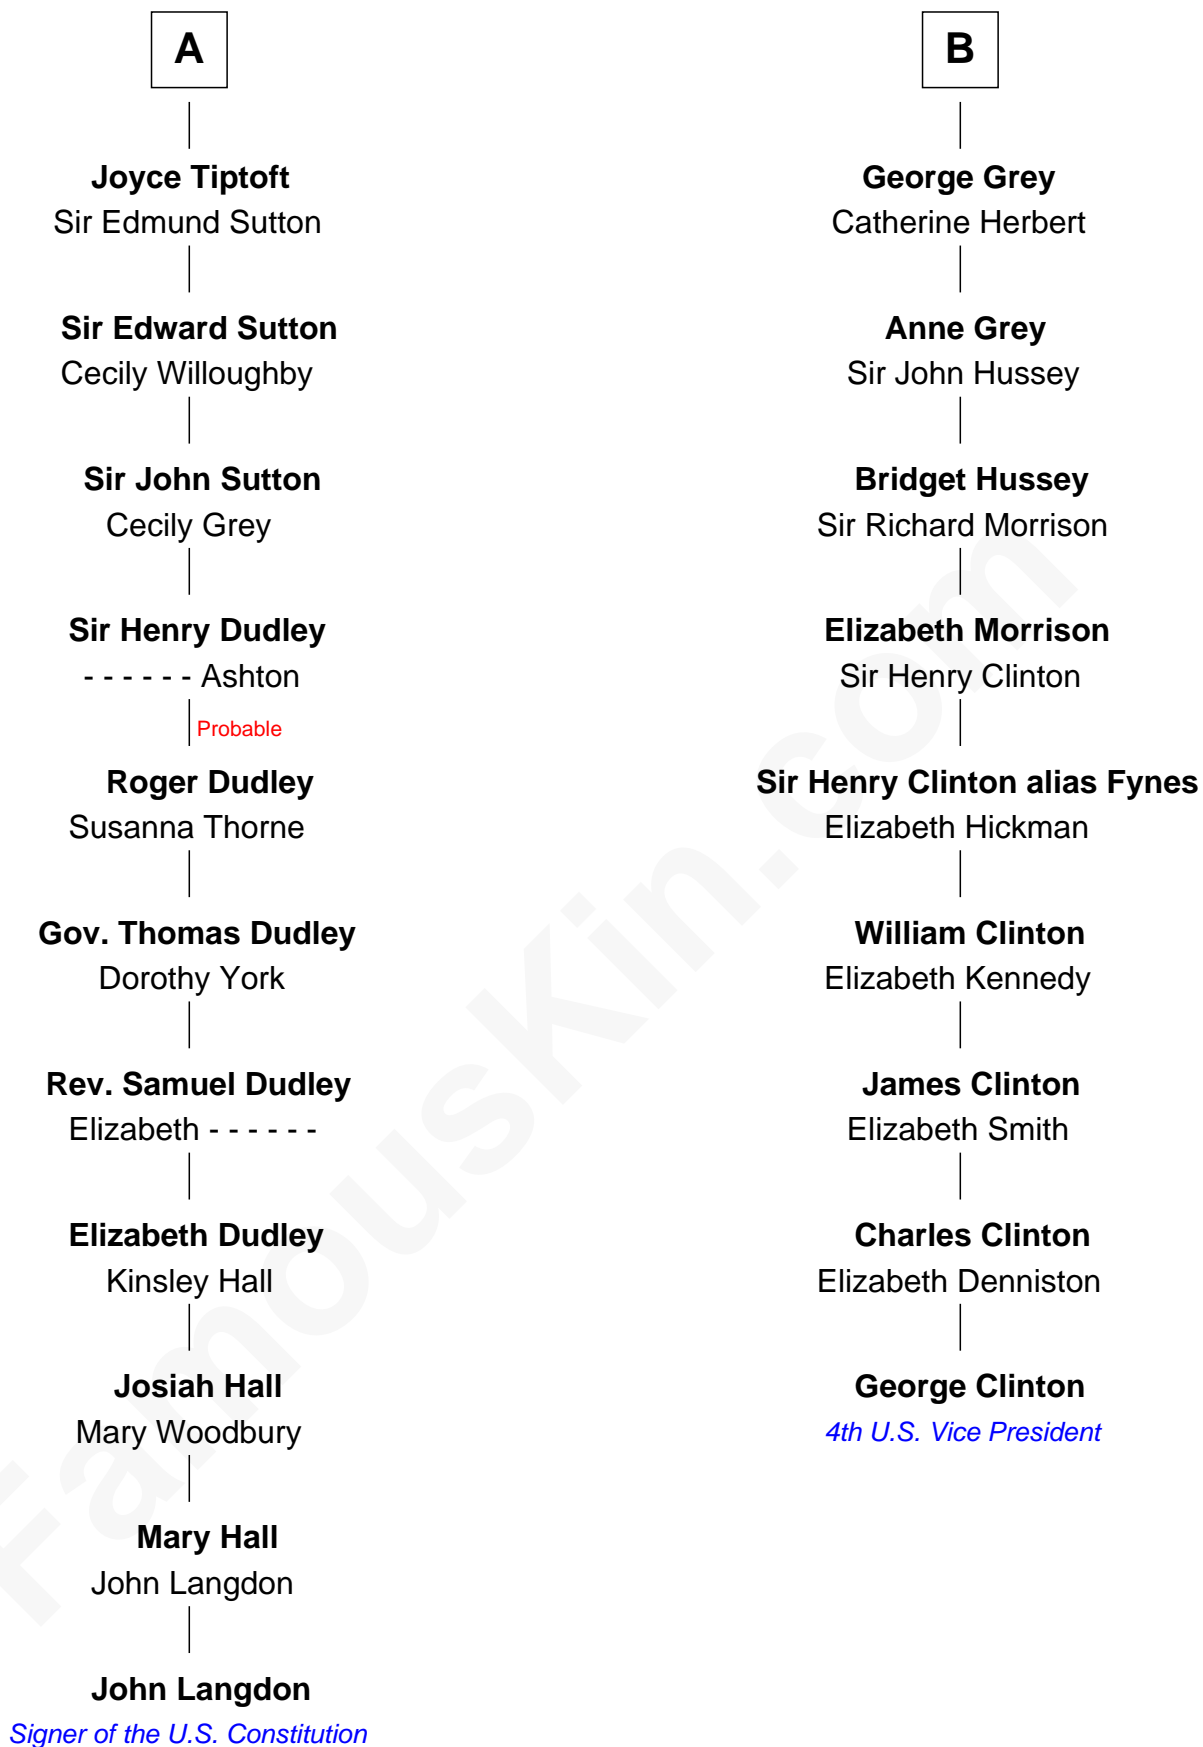 A
Joyce Tiptoft
Sir Edmund Sutton
Sir Edward Sutton
Cecily Willoughby
Sir John Sutton
Cecily Grey
Sir Henry Dudley
- - - - - - Ashton
Probable
Roger Dudley
Susanna Thorne
Gov. Thomas Dudley
Dorothy York
Rev. Samuel Dudley
Elizabeth - - - - - -
Elizabeth Dudley
Kinsley Hall
Josiah Hall
Mary Woodbury
Mary Hall
John Langdon
John Langdon
Signer of the U.S. Constitution
B
George Grey
Catherine Herbert
Anne Grey
Sir John Hussey
Bridget Hussey
Sir Richard Morrison
Elizabeth Morrison
Sir Henry Clinton
Sir Henry Clinton alias Fynes
Elizabeth Hickman
William Clinton
Elizabeth Kennedy
James Clinton
Elizabeth Smith
Charles Clinton
Elizabeth Denniston
George Clinton
4th U.S. Vice President
FamousKin.com